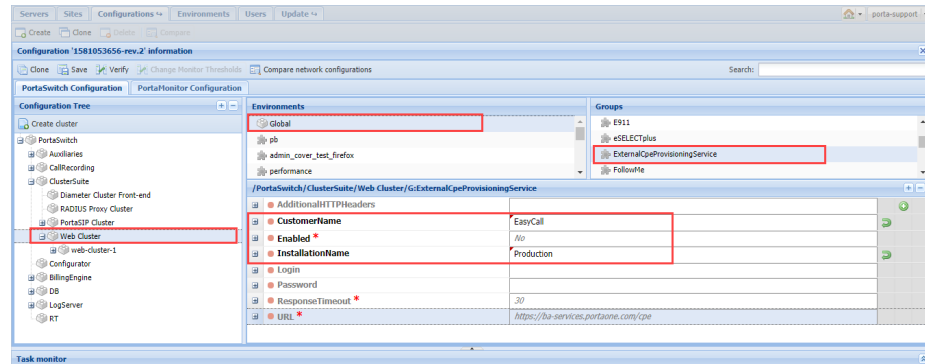 Servers Sites Configurations Environments Users Update porta-support
Create Clone Delete Compare
Configuration '1581053656-rev.2' information
Clone Save Verify Change Monitor Thresholds Compare network configurations Search:
PortaSwitch Configuration PortaMonitor Configuration
Configuration Tree
Create cluster
PortaSwitch
Auxiliaries
CallRecording
ClusterSuite
Diameter Cluster Front-end
RADIUS Proxy Cluster
PortaSIP Cluster
Web Cluster
web-cluster-1
Configurator
BillingEngine
DB
LogServer
RT
Environments
Global
pb
admin_cover_test_firefox
performance
Groups
E911
eSELECTplus
ExternalCpeProvisioningService
FollowMe
/PortaSwitch/ClusterSuite/Web Cluster/G:ExternalCpeProvisioningService
AdditionalHTTPHeaders
CustomerName EasyCall
Enabled * No
InstallationName Production
Login
Password
ResponseTimeout * 30
URL * https://ba-services.portaone.com/cpe
Task monitor